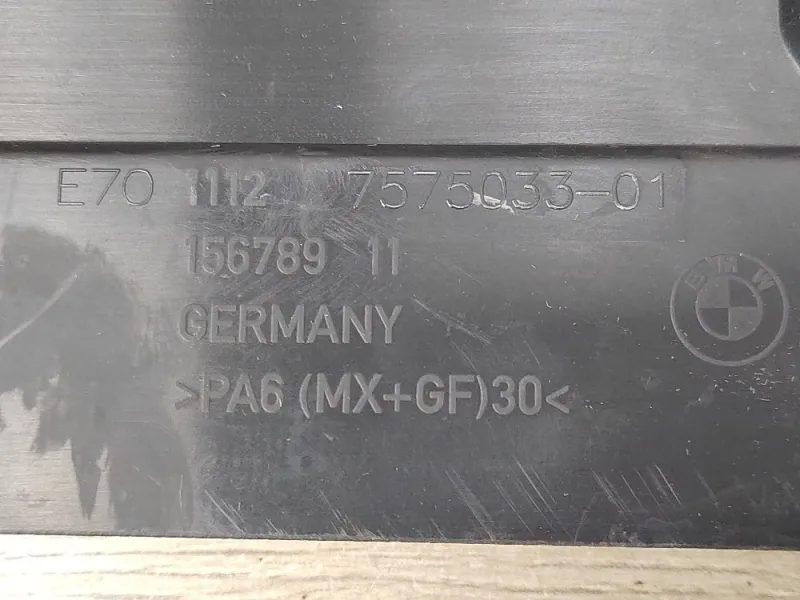 E70 1112 7575033-01
156789 11
GERMANY
BMW
>PA6 (MX+GF)30<